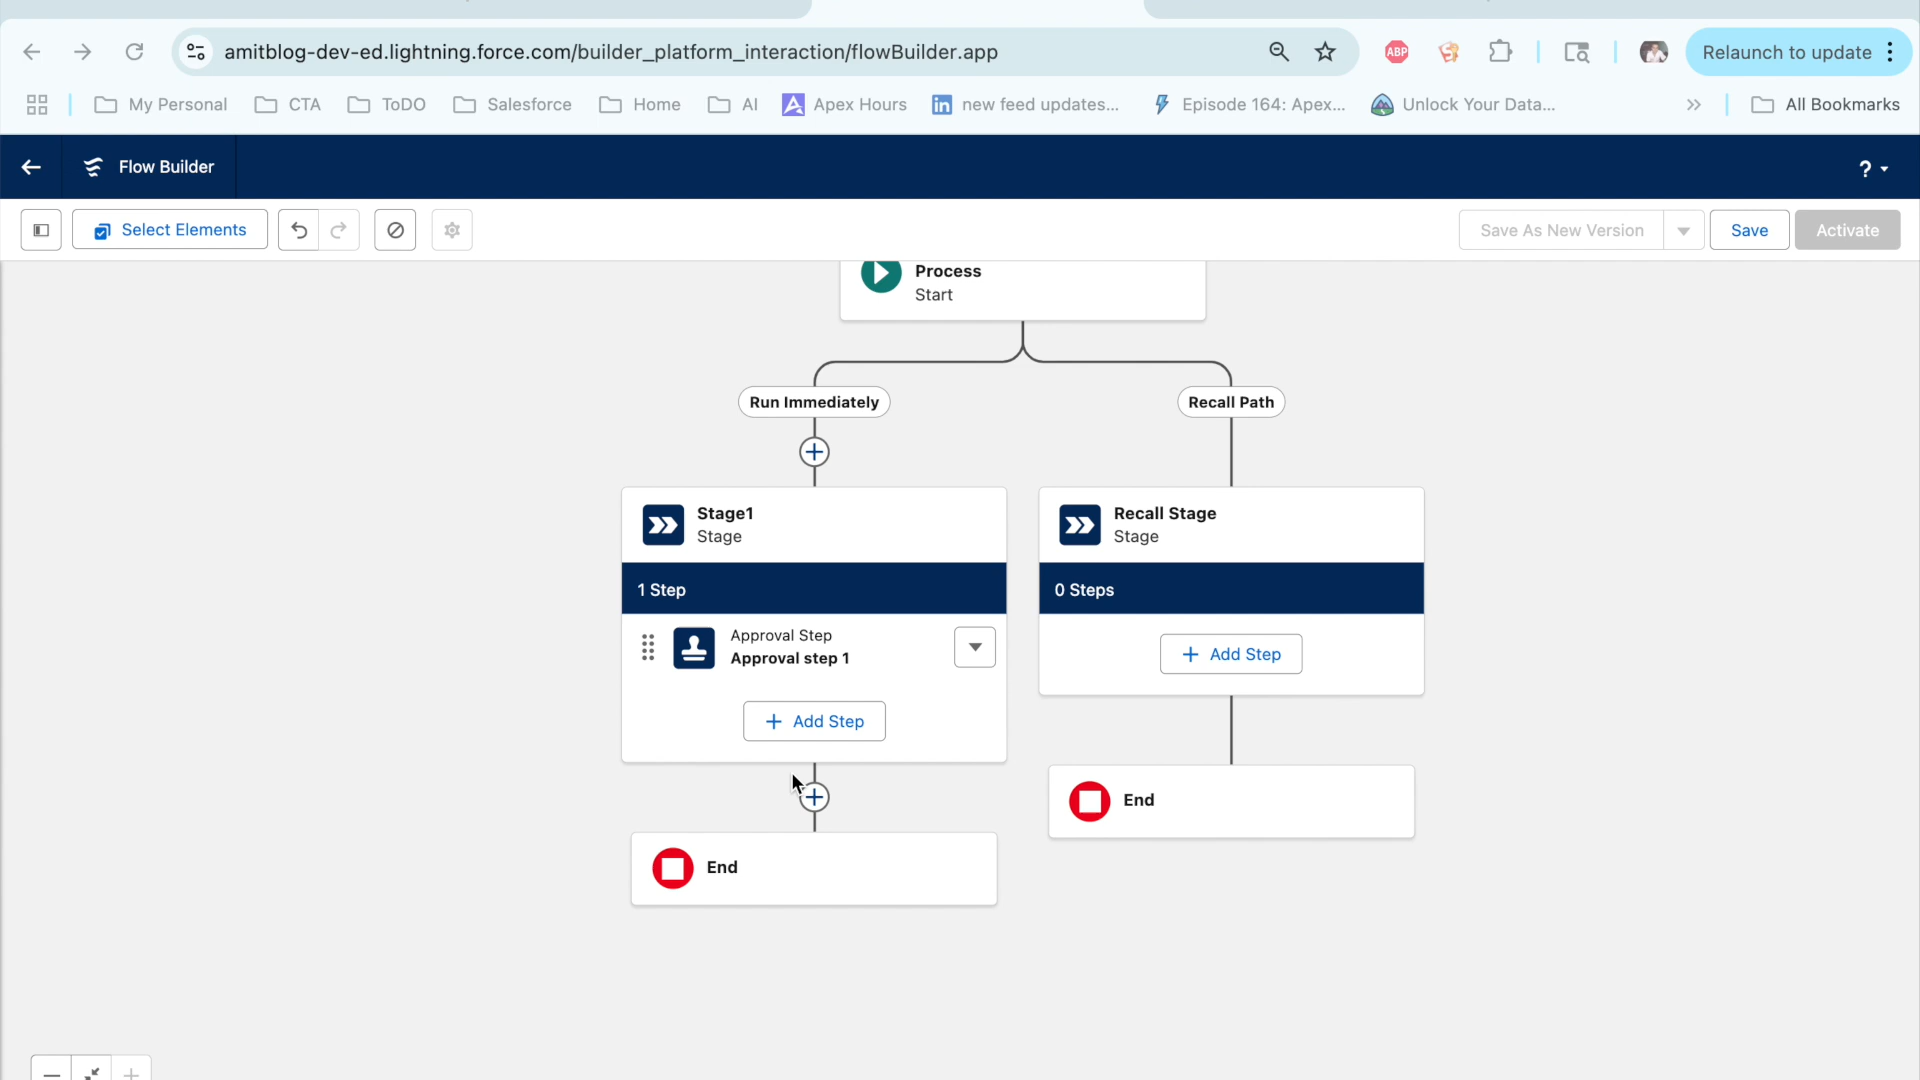 amitblog-dev-ed.lightning.force.com/builder_platform_interaction/flowBuilder.app
ABP
Relaunch to update
My Personal
CTA
ToDO
Salesforce
Home
AI
Apex Hours
new feed updates...
Episode 164: Apex...
Unlock Your Data...
All Bookmarks
Flow Builder
?
Select Elements
Save As New Version
Save
Activate
Process
Start
Run Immediately
Recall Path
Stage1
Stage
Recall Stage
Stage
1 Step
0 Steps
Approval Step
Approval step 1
Add Step
Add Step
End
End